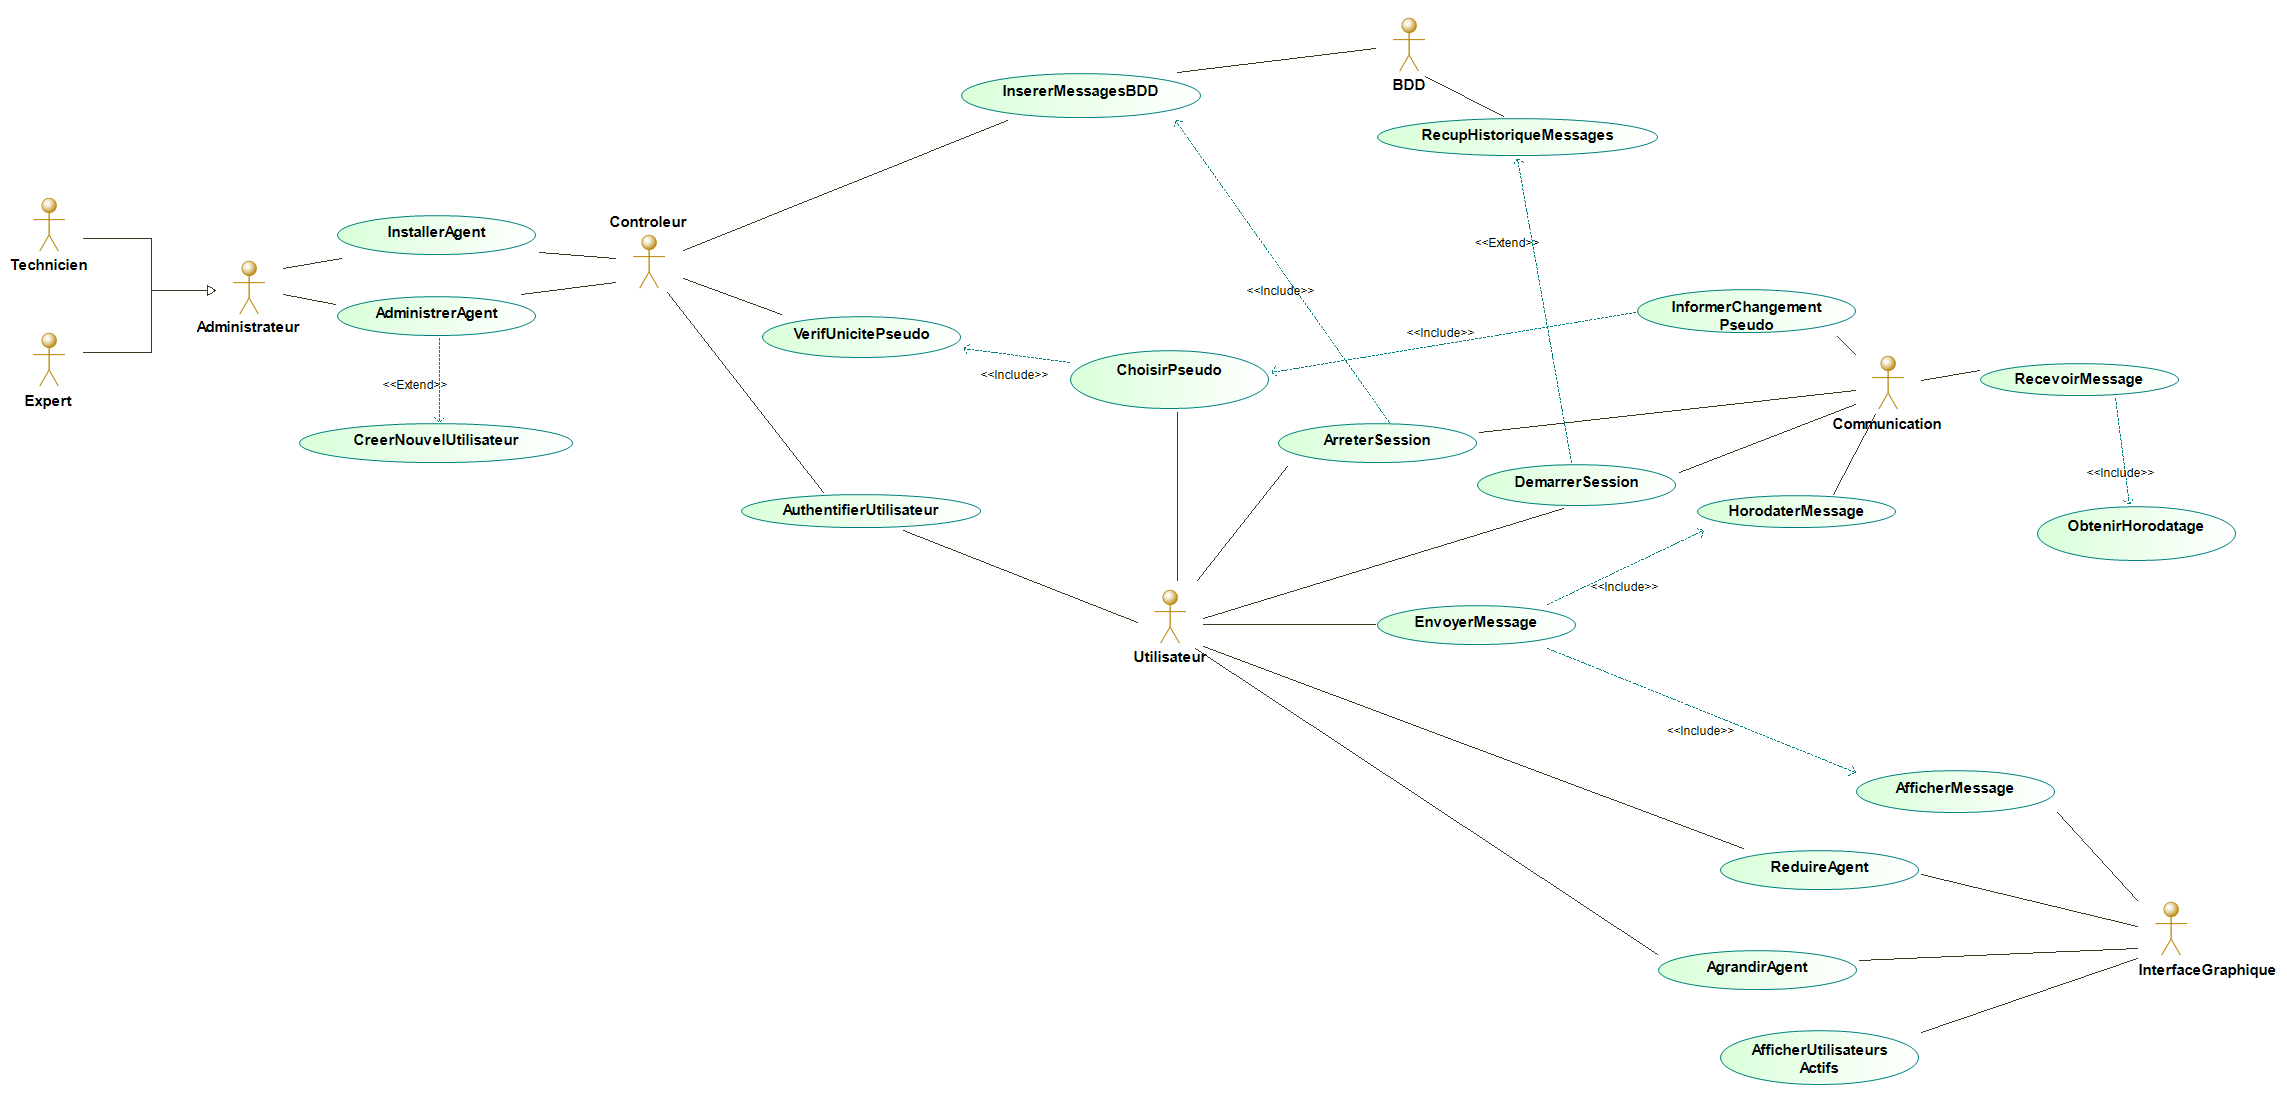 BDD
InsererMessagesBDD
RecupHistoriqueMessages
Technicien
InstallerAgent
Controleur
<<Extend>>
Administrateur
AdministrerAgent
<<Include>>
InformerChangement
Pseudo
VerifUnicitePseudo
<<Include>>
Expert
<<Extend>>
<<Include>>
ChoisirPseudo
RecevoirMessage
CreerNouvelUtilisateur
ArreterSession
Communication
<<Include>>
DemarrerSession
AuthentifierUtilisateur
HorodaterMessage
ObtenirHorodatage
<<Include>>
EnvoyerMessage
Utilisateur
<<Include>>
AfficherMessage
ReduireAgent
AgrandirAgent
InterfaceGraphique
AfficherUtilisateurs
Actifs